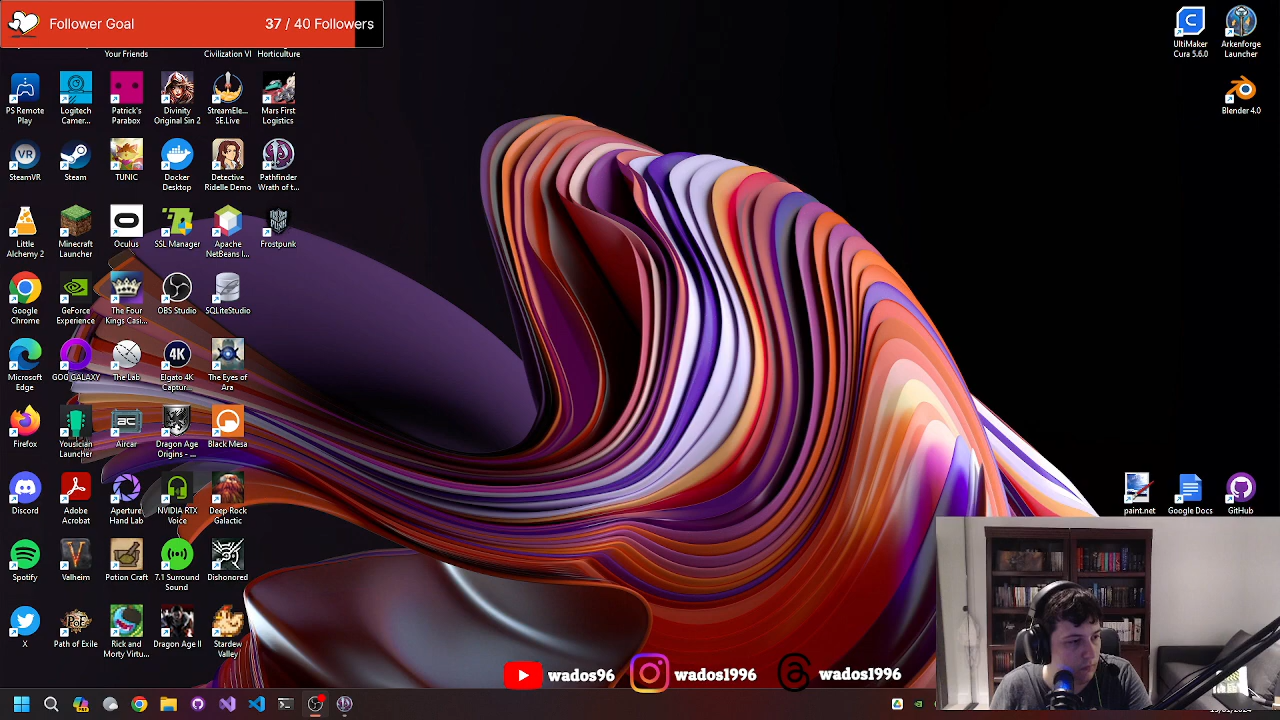 Follower Goal 37 / 40 Followers
Your Friends
Civilization VI
Horticulture
UltiMaker Cura 5.6.0
Arkenforge Launcher
PS Remote Play
Logitech Camer...
Patrick's Parabox
Divinity Original Sin 2
StreamEle... SE.Live
Mars First Logistics
Blender 4.0
SteamVR
Steam
TUNIC
Docker Desktop
Detective Ridelle Demo
Pathfinder Wrath of t...
Little Alchemy 2
Minecraft Launcher
Oculus
SSL Manager
Apache NetBeans I...
Frostpunk
Google Chrome
GeForce Experience
The Four Kings Casi...
OBS Studio
SQLiteStudio
Microsoft Edge
GOG GALAXY
The Lab
Elgato 4K Captur...
The Eyes of Ara
Firefox
Yousician Launcher
Aircar
Dragon Age Origins - ...
Black Mesa
Discord
Adobe Acrobat
Aperture Hand Lab
NVIDIA RTX Voice
Deep Rock Galactic
paint.net
Google Docs
GitHub
Spotify
Valheim
Potion Craft
7.1 Surround Sound
Dishonored
X
Path of Exile
Rick and Morty Virtu...
Dragon Age II
Stardew Valley
wados96
wados1996
wados1996